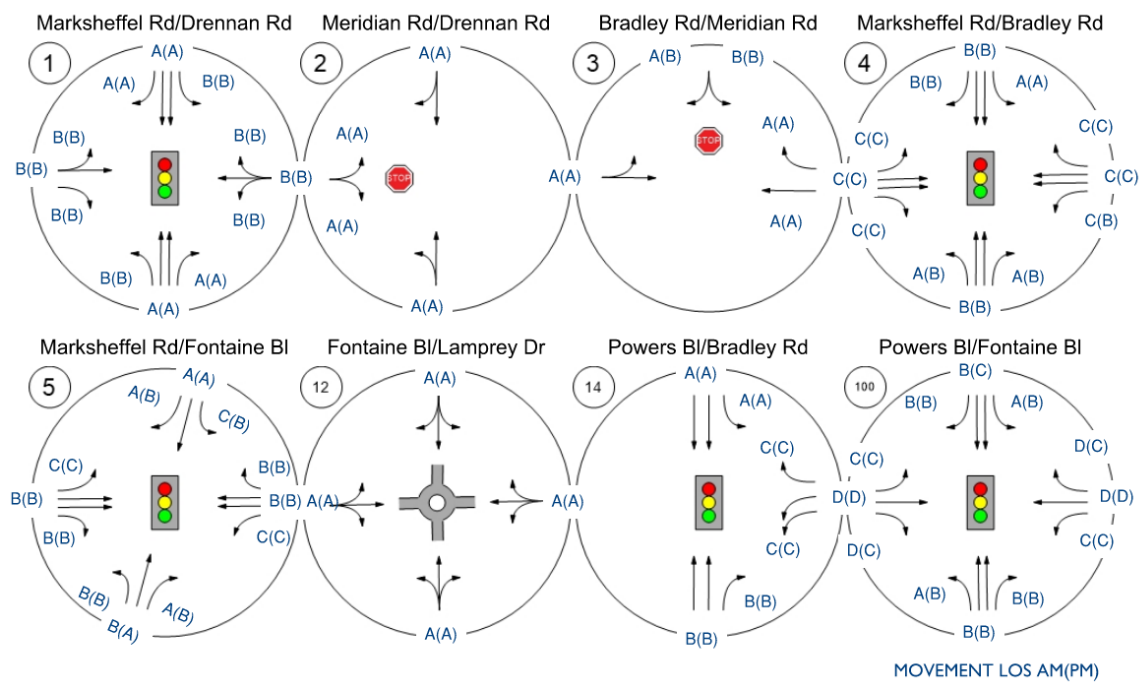 Marksheffel Rd/Drennan Rd
1
A(A)
A(A)
B(B)
B(B)
B(B)
B(B)
B(B)
B(B)
B(B)
B(B)
A(A)
A(A)
Meridian Rd/Drennan Rd
2
A(A)
A(A)
STOP
A(A)
A(A)
Bradley Rd/Meridian Rd
3
A(B)
B(B)
STOP
A(A)
A(A)
A(A)
Marksheffel Rd/Bradley Rd
4
B(B)
B(B)
A(A)
C(C)
C(C)
C(C)
C(C)
C(C)
C(B)
A(B)
A(B)
B(B)
Marksheffel Rd/Fontaine Bl
5
A(A)
A(B)
C(B)
C(C)
B(B)
B(B)
B(B)
B(B)
C(C)
B(B)
A(B)
B(A)
Fontaine Bl/Lamprey Dr
12
A(A)
A(A)
A(A)
A(A)
Powers Bl/Bradley Rd
14
A(A)
A(A)
C(C)
D(D)
C(C)
B(B)
B(B)
Powers Bl/Fontaine Bl
100
B(C)
B(B)
A(B)
C(C)
D(C)
D(D)
D(C)
C(C)
A(B)
B(B)
B(B)
MOVEMENT LOS AM(PM)